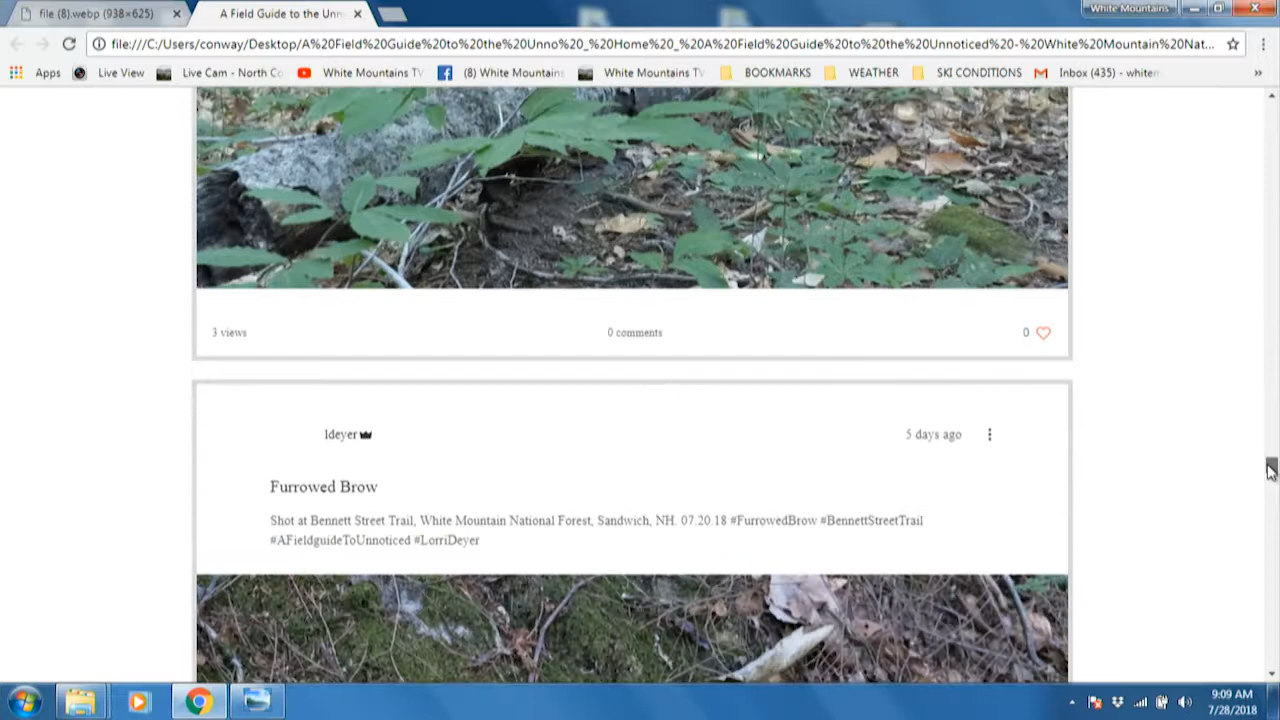 file (8).webp (938×625)
A Field Guide to the Unn
White Mountains
file:///C:/Users/conway/Desktop/A%20Field%20Guide%20to%20the%20Unno%20_%20Home%20_%20A%20Field%20Guide%20to%20the%20Unnoticed%20-%20White%20Mountain%20Nat...
Apps
Live View
Live Cam - North Co
White Mountains TV
(8) White Mountains
White Mountains TV
BOOKMARKS
WEATHER
SKI CONDITIONS
Inbox (435) - whitem
»
3 views
0 comments
0
ldeyer
5 days ago
Furrowed Brow
Shot at Bennett Street Trail, White Mountain National Forest, Sandwich, NH. 07.20.18 #FurrowedBrow #BennettStreetTrail
#AFieldguideToUnnoticed #LorriDeyer
9:09 AM
7/28/2018